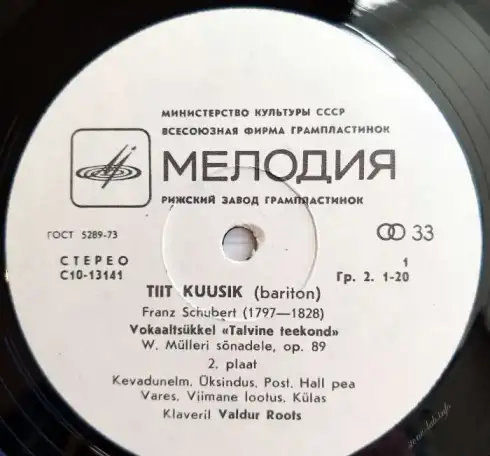 МИНИСТЕРСТВО КУЛЬТУРЫ СССР
ВСЕСОЮЗНАЯ ФИРМА ГРАМПЛАСТИНОК
МЕЛОДИЯ
РИЖСКИЙ ЗАВОД ГРАМПЛАСТИНОК
ГОСТ 5289-73
33
СТЕРЕО
С10-13141
1
Гр. 2. 1-20
TIIT KUUSIK (bariton)
Franz Schubert (1797—1828)
Vokaaltsükkel «Talvine teekond»
W. Mülleri sõnadele, op. 89
2. plaat
Kevadunelm, Üksindus, Post. Hall pea
Vares, Viimane lootus, Külas
Klaveril Valdur Roots